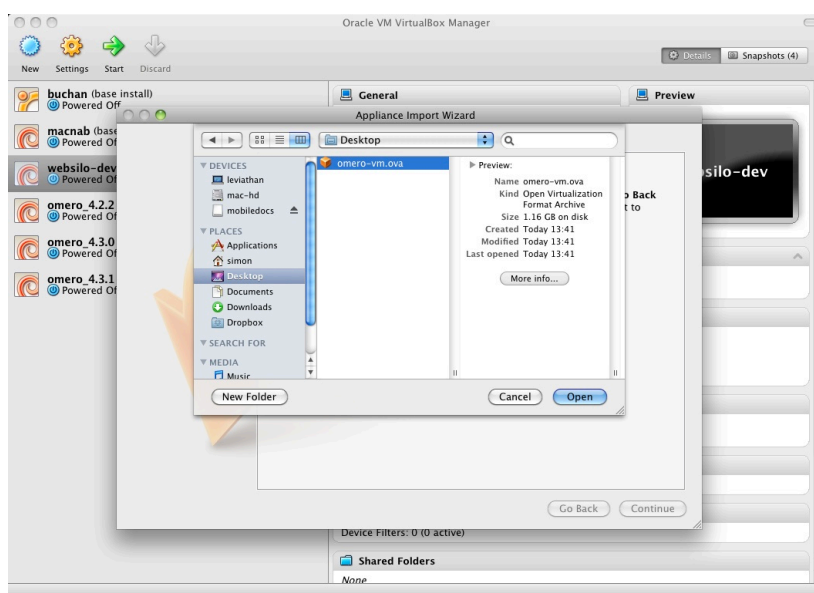 Oracle VM VirtualBox Manager
New Settings Start Discard
Details Snapshots (4)
buchan (base install)
Powered Off
macnab (base
Powered Of
websilo-dev
Powered Of
omero_4.2.2
Powered Of
omero_4.3.0
Powered Of
omero_4.3.1
Powered Of
General
Preview
silo-dev
Appliance Import Wizard
Desktop
DEVICES
leviathan
mac-hd
mobiledocs
PLACES
Applications
simon
Desktop
Documents
Downloads
Dropbox
SEARCH FOR
MEDIA
Music
omero-vm.ova
Preview:
Name omero-vm.ova
Kind Open Virtualization
Format Archive
Size 1.16 GB on disk
Created Today 13:41
Modified Today 13:41
Last opened Today 13:41
More info...
Back
to
New Folder
Cancel Open
Go Back Continue
Device Filters: 0 (0 active)
Shared Folders
None